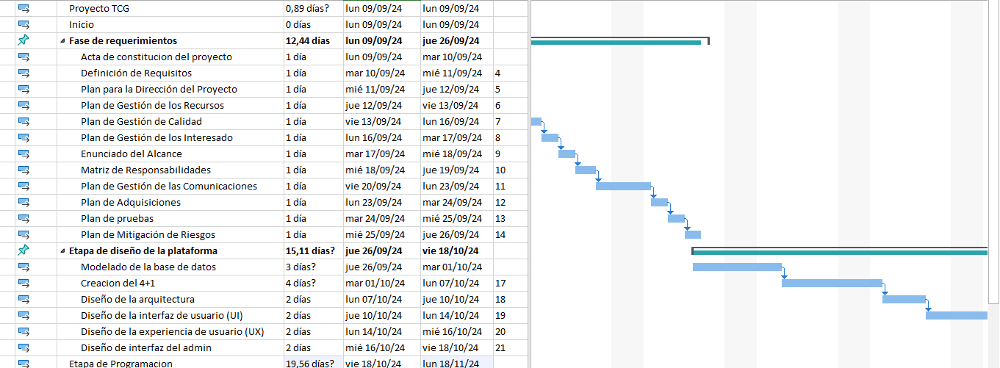 Proyecto TCG 0,89 días? lun 09/09/24 lun 09/09/24
Inicio 0 días lun 09/09/24 lun 09/09/24
Fase de requerimientos 12,44 días lun 09/09/24 jue 26/09/24
Acta de constitucion del proyecto 1 día lun 09/09/24 mar 10/09/24
Definición de Requisitos 1 día mar 10/09/24 mié 11/09/24 4
Plan para la Dirección del Proyecto 1 día mié 11/09/24 jue 12/09/24 5
Plan de Gestión de los Recursos 1 día jue 12/09/24 vie 13/09/24 6
Plan de Gestión de Calidad 1 día vie 13/09/24 lun 16/09/24 7
Plan de Gestión de los Interesado 1 día lun 16/09/24 mar 17/09/24 8
Enunciado del Alcance 1 día mar 17/09/24 mié 18/09/24 9
Matriz de Responsabilidades 1 día mié 18/09/24 jue 19/09/24 10
Plan de Gestión de las Comunicaciones 1 día vie 20/09/24 lun 23/09/24 11
Plan de Adquisiciones 1 día lun 23/09/24 mar 24/09/24 12
Plan de pruebas 1 día mar 24/09/24 mié 25/09/24 13
Plan de Mitigación de Riesgos 1 día mié 25/09/24 jue 26/09/24 14
Etapa de diseño de la plataforma 15,11 días? jue 26/09/24 vie 18/10/24
Modelado de la base de datos 3 días? jue 26/09/24 mar 01/10/24
Creacion del 4+1 4 días? mar 01/10/24 lun 07/10/24 17
Diseño de la arquitectura 2 días lun 07/10/24 jue 10/10/24 18
Diseño de la interfaz de usuario (UI) 2 días jue 10/10/24 lun 14/10/24 19
Diseño de la experiencia de usuario (UX) 2 días lun 14/10/24 mié 16/10/24 20
Diseño de interfaz del admin 2 días mié 16/10/24 vie 18/10/24 21
Etapa de Programacion 19,56 días? vie 18/10/24 lun 18/11/24